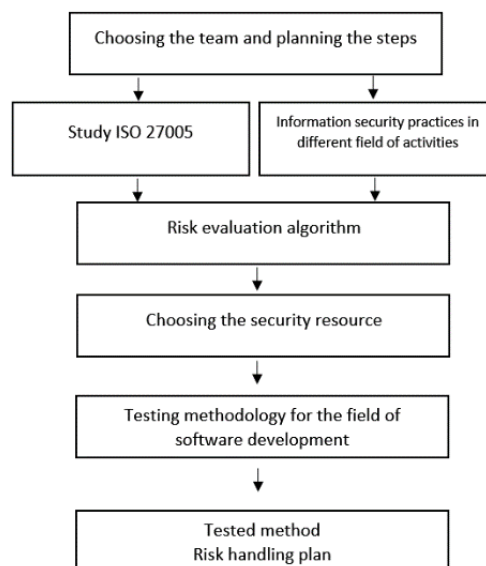 Choosing the team and planning the steps
Study ISO 27005
Information security practices in
different field of activities
Risk evaluation algorithm
Choosing the security resource
Testing methodology for the field of
software development
Tested method
Risk handling plan